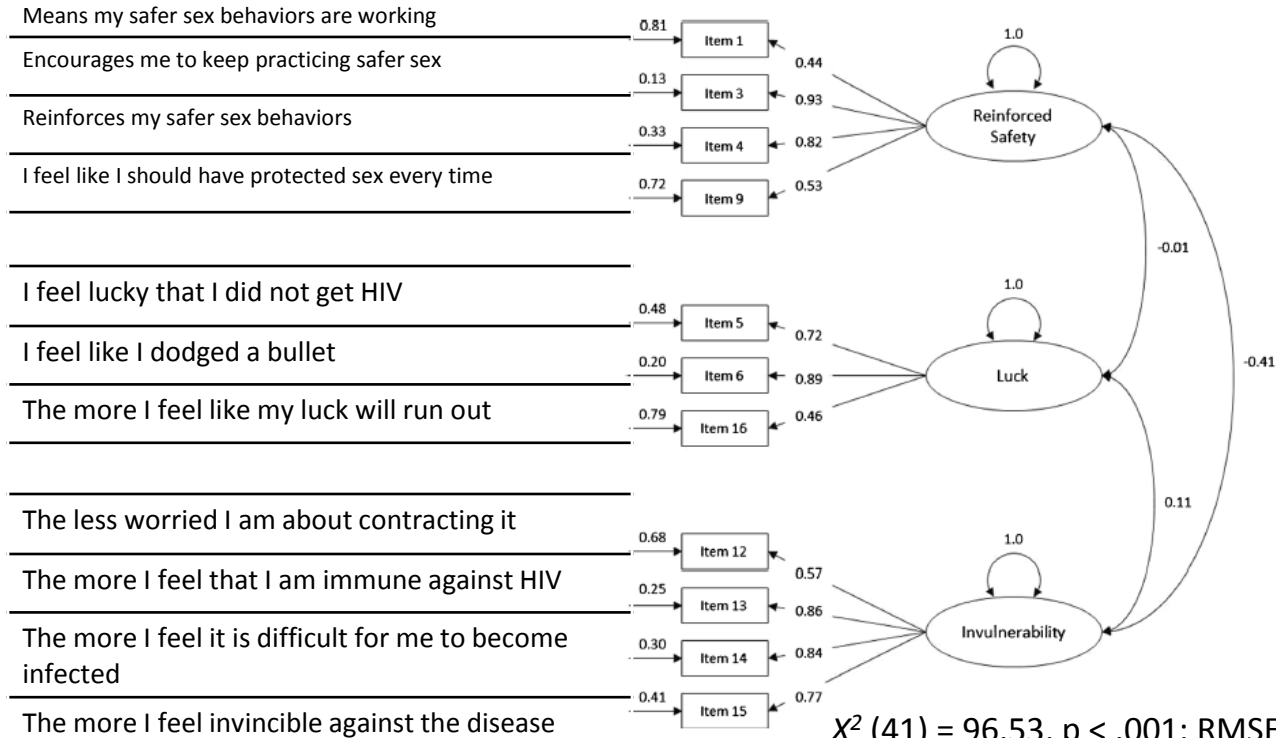 Means my safer sex behaviors are working
Encourages me to keep practicing safer sex
Reinforces my safer sex behaviors
I feel like I should have protected sex every time
I feel lucky that I did not get HIV
I feel like I dodged a bullet
The more I feel like my luck will run out
The less worried I am about contracting it
The more I feel that I am immune against HIV
The more I feel it is difficult for me to become
infected
The more I feel invincible against the disease
0.81
Item 1
0.44
0.13
Item 3
0.93
0.33
Item 4
0.82
0.72
Item 9
0.53
1.0
Reinforced
Safety
0.48
Item 5
0.72
0.20
Item 6
0.89
0.79
Item 16
0.46
1.0
Luck
0.68
Item 12
0.57
0.25
Item 13
0.86
0.30
Item 14
0.84
0.41
Item 15
0.77
1.0
Invulnerability
-0.01
-0.41
0.11
X² (41) = 96.53, p < .001; RMSE